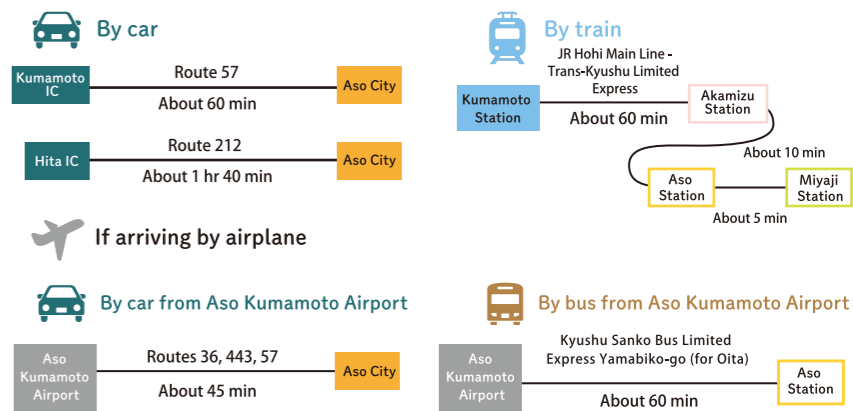 By car
Kumamoto
IC
Route 57
About 60 min
Aso City
Hita IC
Route 212
About 1 hr 40 min
Aso City
By train
JR Hohi Main Line -
Trans-Kyushu Limited
Express
Kumamoto
Station
About 60 min
Akamizu
Station
About 10 min
Aso
Station
About 5 min
Miyaji
Station
If arriving by airplane
By car from Aso Kumamoto Airport
Aso
Kumamoto
Airport
Routes 36, 443, 57
About 45 min
Aso City
By bus from Aso Kumamoto Airport
Aso
Kumamoto
Airport
Kyushu Sanko Bus Limited
Express Yamabiko-go (for Oita)
About 60 min
Aso
Station